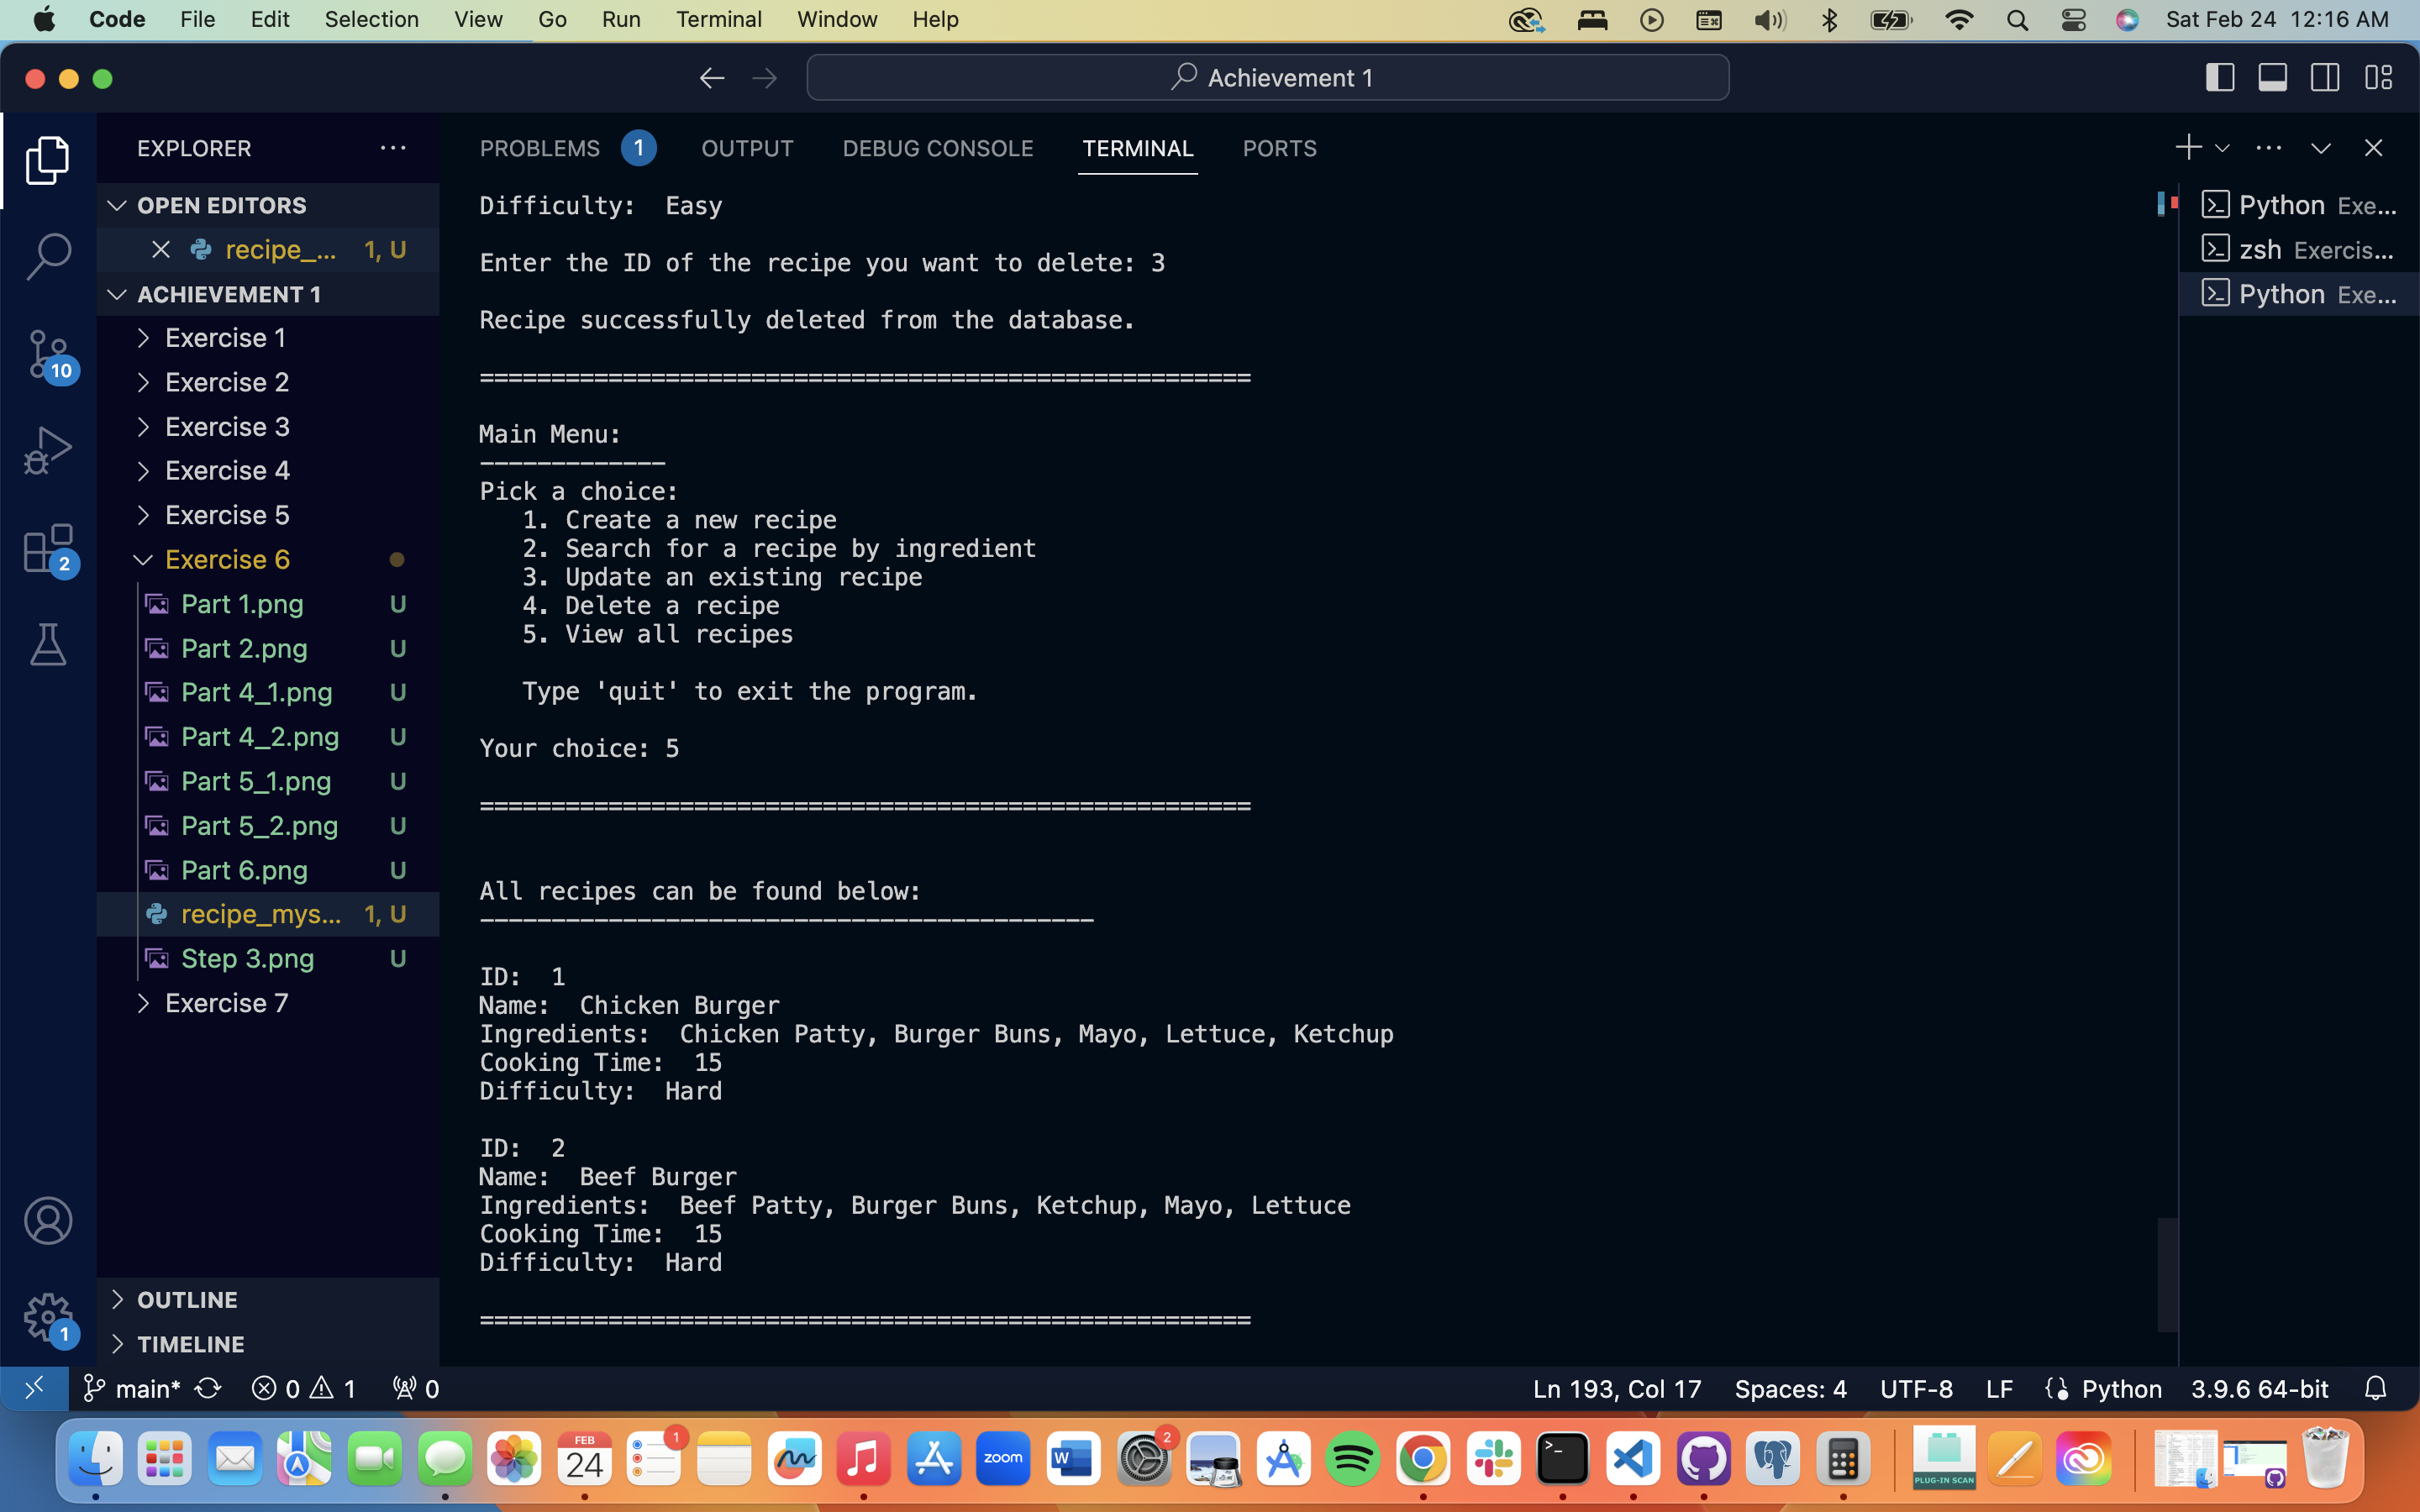 Code File Edit Selection View Go Run Terminal Window Help Sat Feb 24 12:16 AM
Achievement 1
EXPLORER
OPEN EDITORS
recipe_... 1, U
ACHIEVEMENT 1
Exercise 1
Exercise 2
Exercise 3
Exercise 4
Exercise 5
Exercise 6
Part 1.png U
Part 2.png U
Part 4_1.png U
Part 4_2.png U
Part 5_1.png U
Part 5_2.png U
Part 6.png U
recipe_mys... 1, U
Step 3.png U
Exercise 7
OUTLINE
TIMELINE
10
2
1
PROBLEMS 1 OUTPUT DEBUG CONSOLE TERMINAL PORTS
Difficulty:  Easy
Enter the ID of the recipe you want to delete: 3
Recipe successfully deleted from the database.
======================================================
Main Menu:
-------------
Pick a choice:
   1. Create a new recipe
   2. Search for a recipe by ingredient
   3. Update an existing recipe
   4. Delete a recipe
   5. View all recipes
   Type 'quit' to exit the program.
Your choice: 5
======================================================
All recipes can be found below:
-------------------------------------------
ID:  1
Name:  Chicken Burger
Ingredients:  Chicken Patty, Burger Buns, Mayo, Lettuce, Ketchup
Cooking Time:  15
Difficulty:  Hard
ID:  2
Name:  Beef Burger
Ingredients:  Beef Patty, Burger Buns, Ketchup, Mayo, Lettuce
Cooking Time:  15
Difficulty:  Hard
======================================================
Python Exe...
zsh Exercis...
Python Exe...
main* 0 1 0 Ln 193, Col 17 Spaces: 4 UTF-8 LF Python 3.9.6 64-bit
FEB
24
1
zoom
W
2
PLUG-IN SCAN